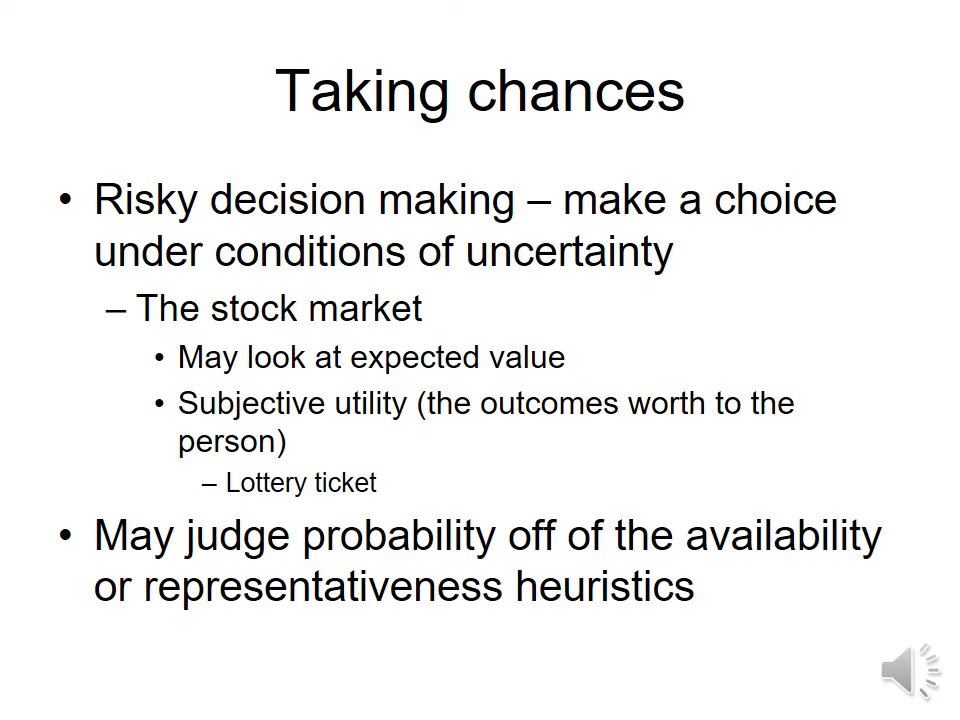 Taking chances
• Risky decision making – make a choice
under conditions of uncertainty
– The stock market
• May look at expected value
• Subjective utility (the outcomes worth to the
person)
– Lottery ticket
• May judge probability off of the availability
or representativeness heuristics